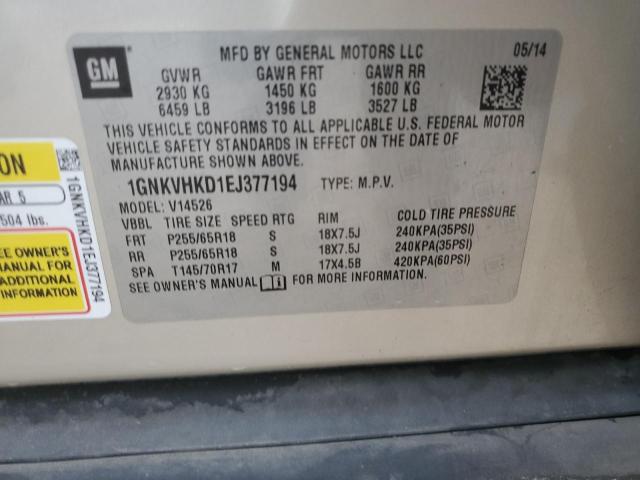 GM
MFD BY GENERAL MOTORS LLC 05/14
GVWR GAWR FRT GAWR RR
2930 KG 1450 KG 1600 KG
6459 LB 3196 LB 3527 LB
THIS VEHICLE CONFORMS TO ALL APPLICABLE U.S. FEDERAL MOTOR
VEHICLE SAFETY STANDARDS IN EFFECT ON THE DATE OF
MANUFACTURE SHOWN ABOVE.
1GNKVHKD1EJ377194 TYPE: M.P.V.
MODEL: V14526
VBBL TIRE SIZE SPEED RTG RIM COLD TIRE PRESSURE
FRT P255/65R18 S 18X7.5J 240KPA(35PSI)
RR P255/65R18 S 18X7.5J 240KPA(35PSI)
SPA T145/70R17 M 17X4.5B 420KPA(60PSI)
SEE OWNER'S MANUAL FOR MORE INFORMATION.
ON
AR 5
504 lbs.
SEE OWNER'S
MANUAL FOR
ADDITIONAL
INFORMATION
1GNKVHKD1EJ377194